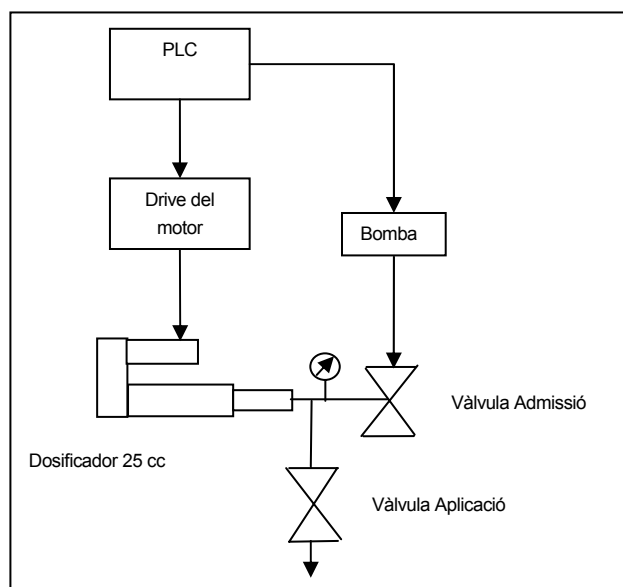 PLC
Drive del
motor
Bomba
Vàlvula Admissió
Dosificador 25 cc
Vàlvula Aplicació